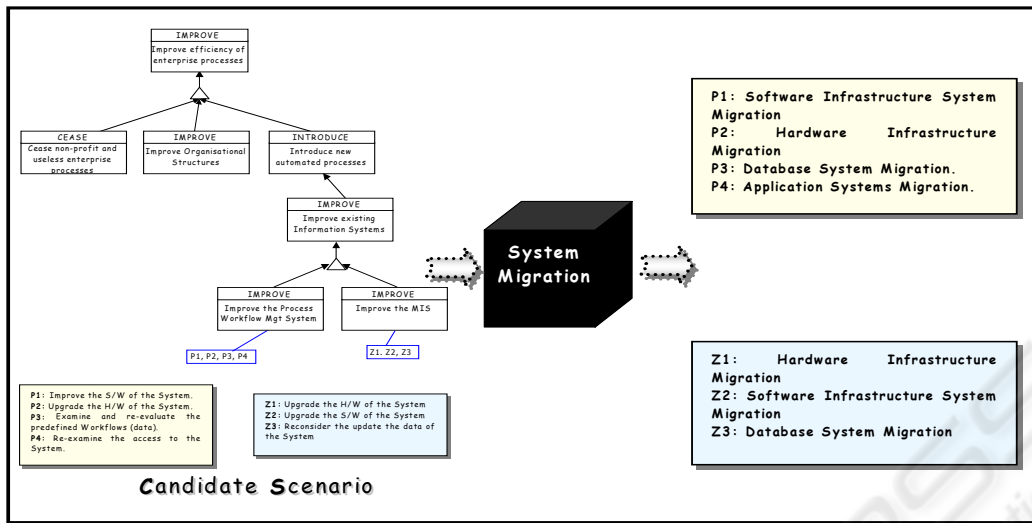 IMPROVE
Improve efficiency of
enterprise processes
CEASE
Cease non-profit and
useless enterprise
processes
IMPROVE
Improve Organisational
Structures
INTRODUCE
Introduce new
automated processes
IMPROVE
Improve existing
Information Systems
IMPROVE
Improve the Process
Workflow Mgt System
IMPROVE
Improve the MIS
P1, P2, P3, P4
Z1. Z2, Z3
P1: Improve the S/W of the System.
P2: Upgrade the H/W of the System.
P3: Examine and re-evaluate the
predefined Workflows (data).
P4: Re-examine the access to the
System.
Z1: Upgrade the H/W of the System
Z2: Upgrade the S/W of the System
Z3: Reconsider the update the data of
the System
Candidate Scenario
System
Migration
P1: Software Infrastructure System
Migration
P2: Hardware Infrastructure
Migration
P3: Database System Migration.
P4: Application Systems Migration.
Z1: Hardware Infrastructure
Migration
Z2: Software Infrastructure System
Migration
Z3: Database System Migration